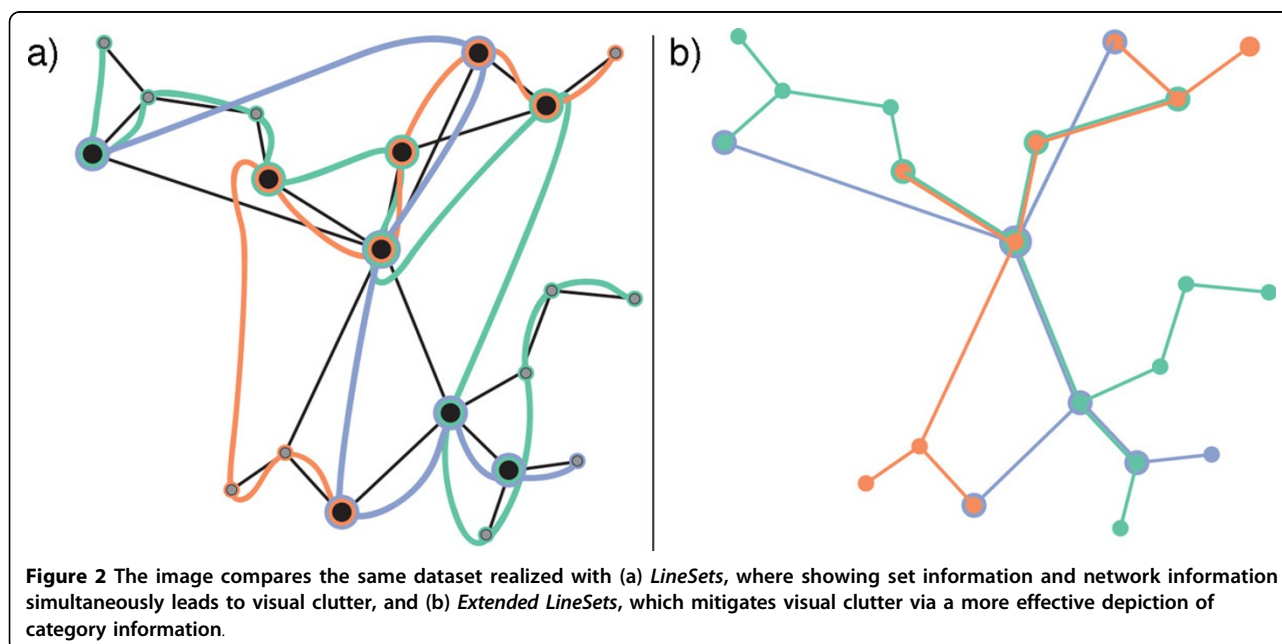 a)
b)
Figure 2 The image compares the same dataset realized with (a) LineSets, where showing set information and network information
simultaneously leads to visual clutter, and (b) Extended LineSets, which mitigates visual clutter via a more effective depiction of
category information.